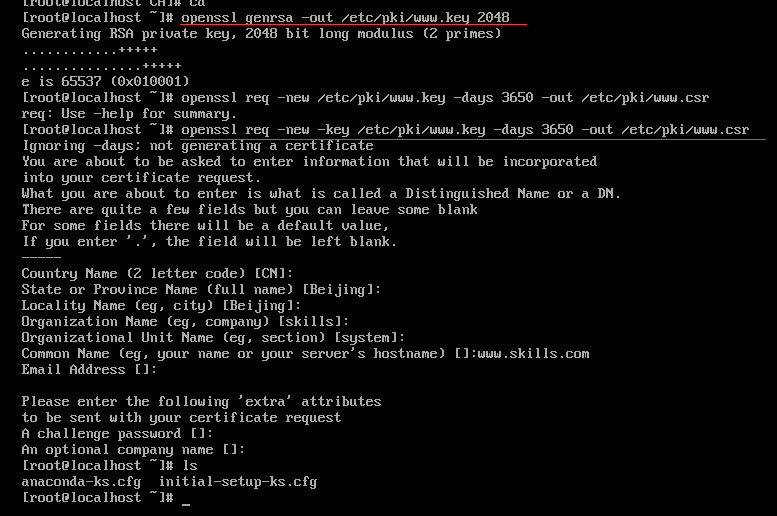 [root@localhost CA]# cd
[root@localhost ~]# openssl genrsa -out /etc/pki/www.key 2048
Generating RSA private key, 2048 bit long modulus (2 primes)
............+++++
...............+++++
e is 65537 (0x010001)
[root@localhost ~]# openssl req -new /etc/pki/www.key -days 3650 -out /etc/pki/www.csr
req: Use -help for summary.
[root@localhost ~]# openssl req -new -key /etc/pki/www.key -days 3650 -out /etc/pki/www.csr
Ignoring -days; not generating a certificate
You are about to be asked to enter information that will be incorporated
into your certificate request.
What you are about to enter is what is called a Distinguished Name or a DN.
There are quite a few fields but you can leave some blank
For some fields there will be a default value,
If you enter '.', the field will be left blank.
-----
Country Name (2 letter code) [CN]:
State or Province Name (full name) [Beijing]:
Locality Name (eg, city) [Beijing]:
Organization Name (eg, company) [skills]:
Organizational Unit Name (eg, section) [system]:
Common Name (eg, your name or your server's hostname) []:www.skills.com
Email Address []:

Please enter the following 'extra' attributes
to be sent with your certificate request
A challenge password []:
An optional company name []:
[root@localhost ~]# ls
anaconda-ks.cfg  initial-setup-ks.cfg
[root@localhost ~]# _